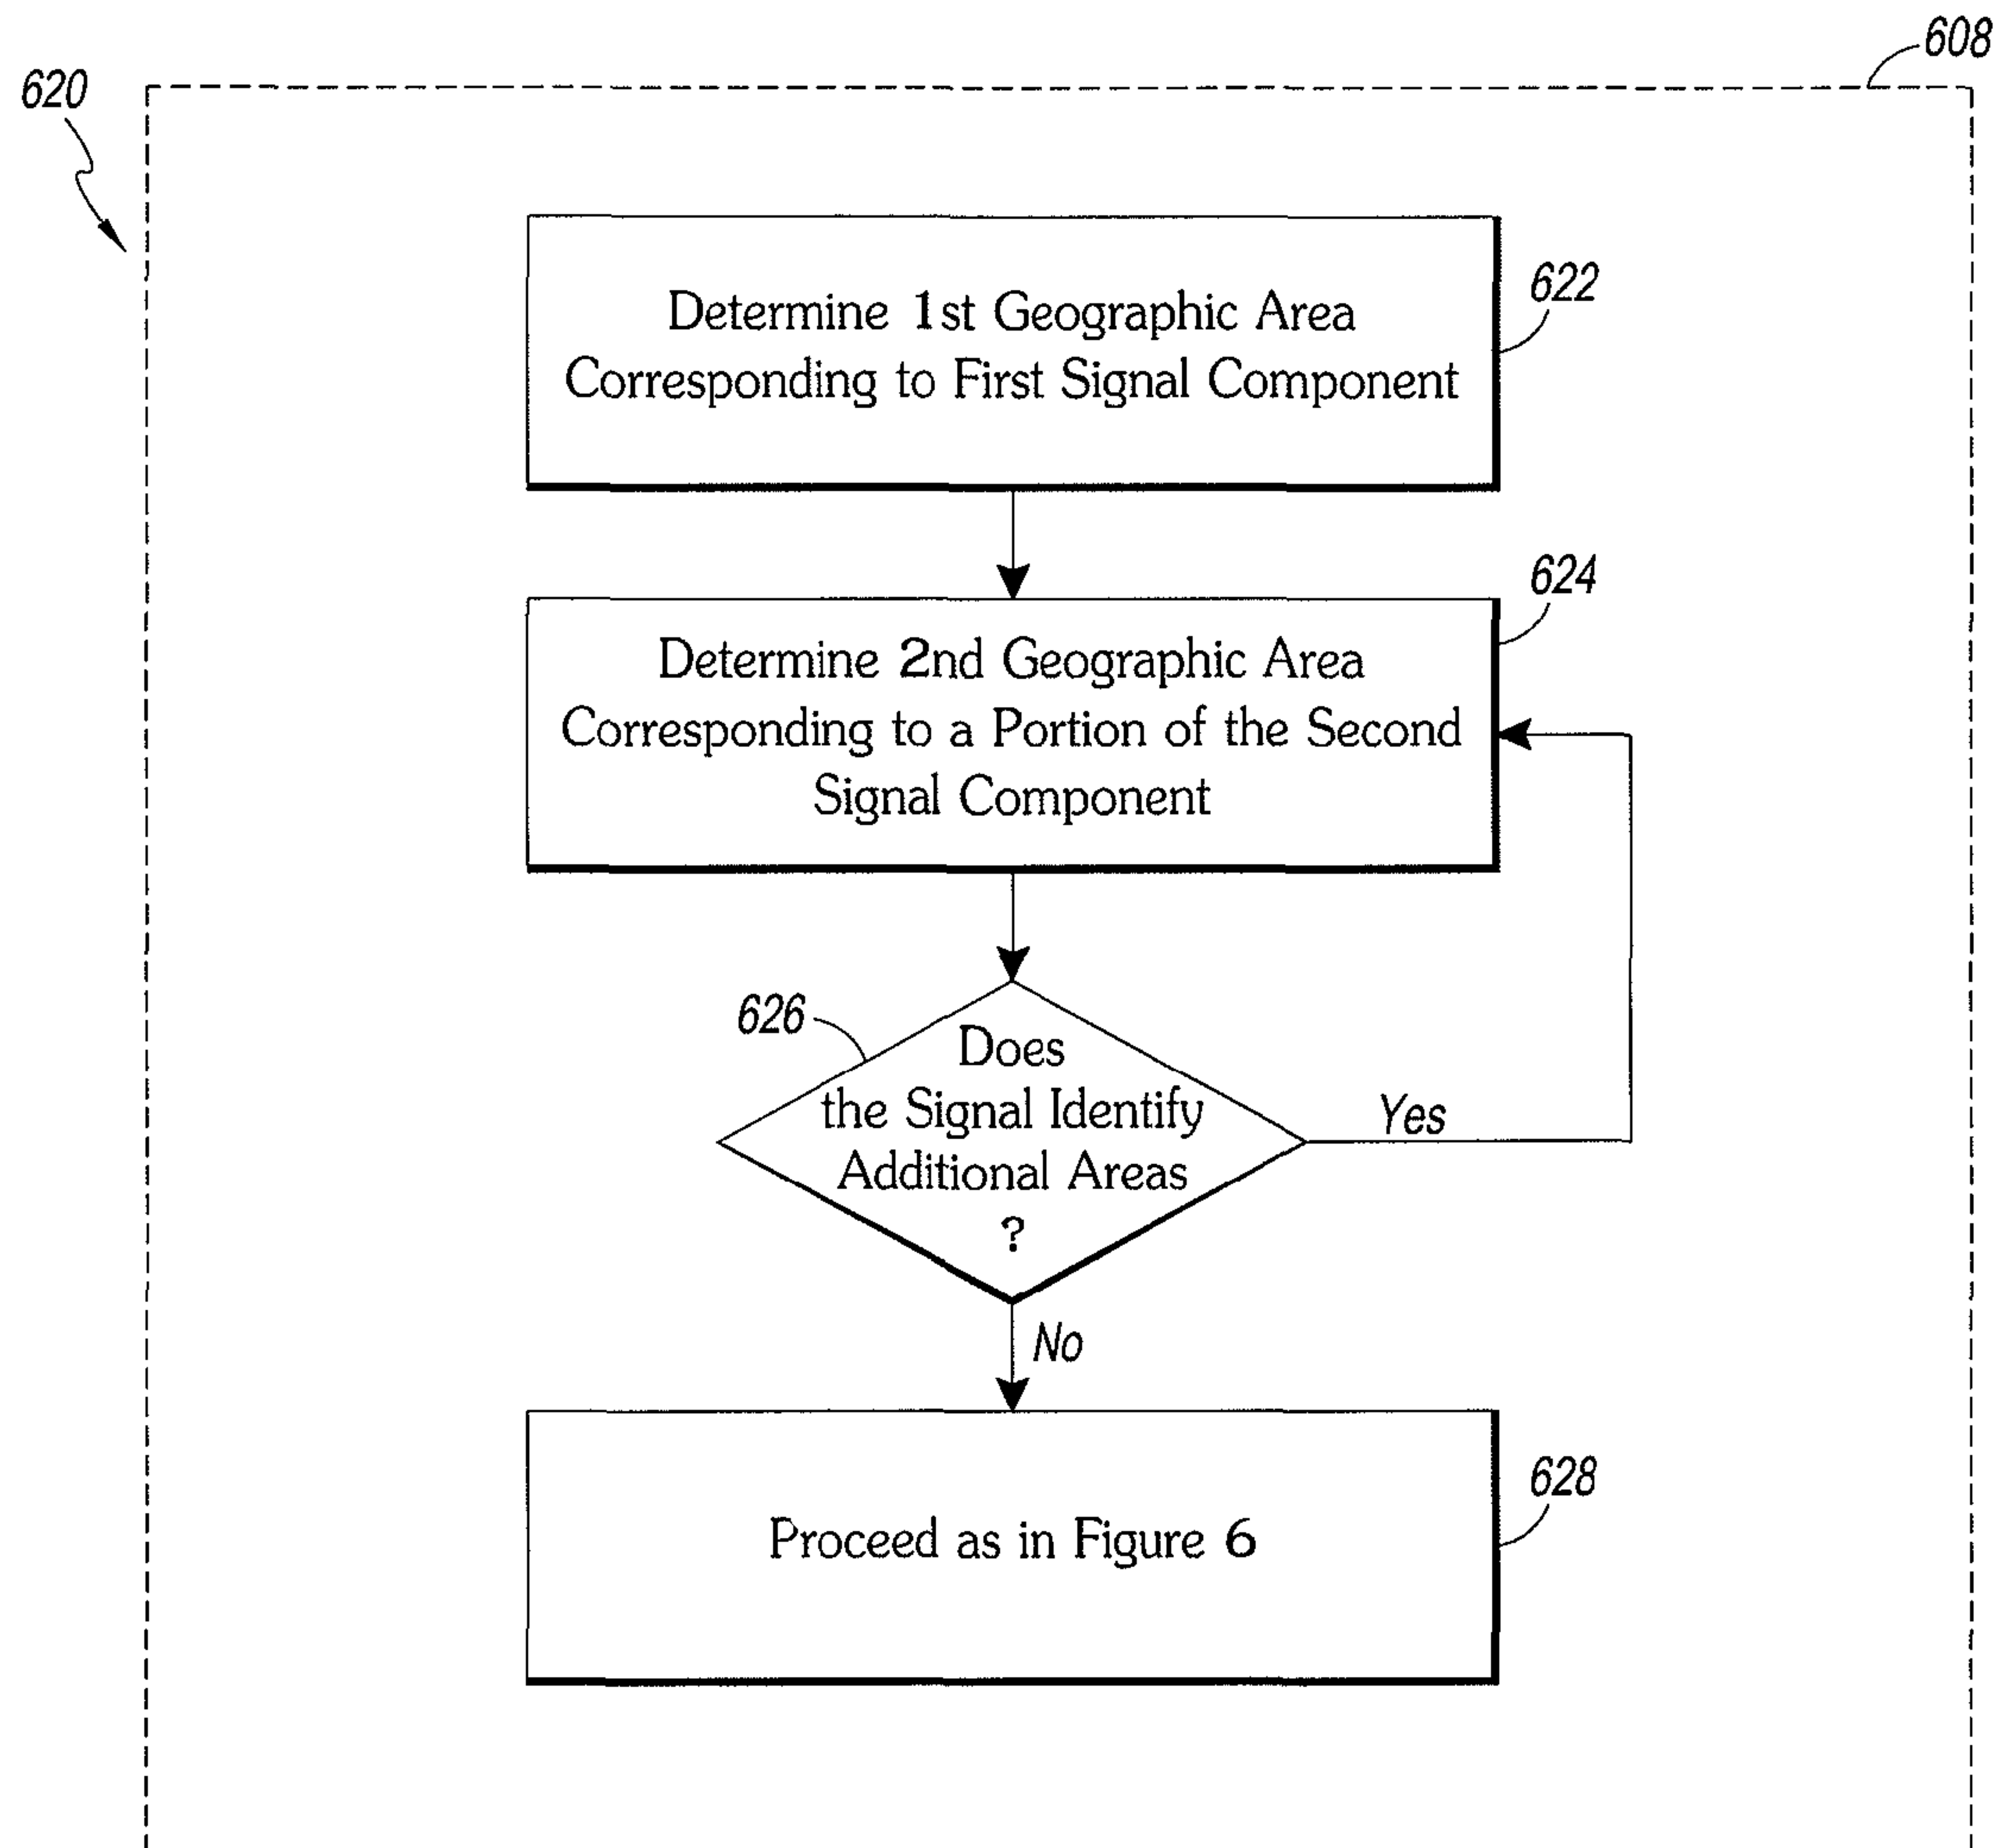 608
620
Determine 1st Geographic Area
Corresponding to First Signal Component
622
Determine 2nd Geographic Area
Corresponding to a Portion of the Second
Signal Component
624
626
Does
the Signal Identify
Additional Areas
?
Yes
No
Proceed as in Figure 6
628